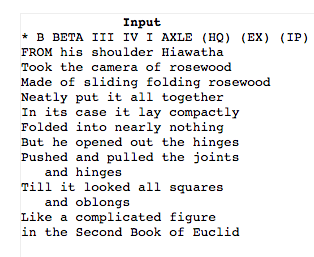 Input
* B BETA III IV I AXLE (HQ) (EX) (IP)
FROM his shoulder Hiawatha
Took the camera of rosewood
Made of sliding folding rosewood
Neatly put it all together
In its case it lay compactly
Folded into nearly nothing
But he opened out the hinges
Pushed and pulled the joints
and hinges
Till it looked all squares
and oblongs
Like a complicated figure
in the Second Book of Euclid